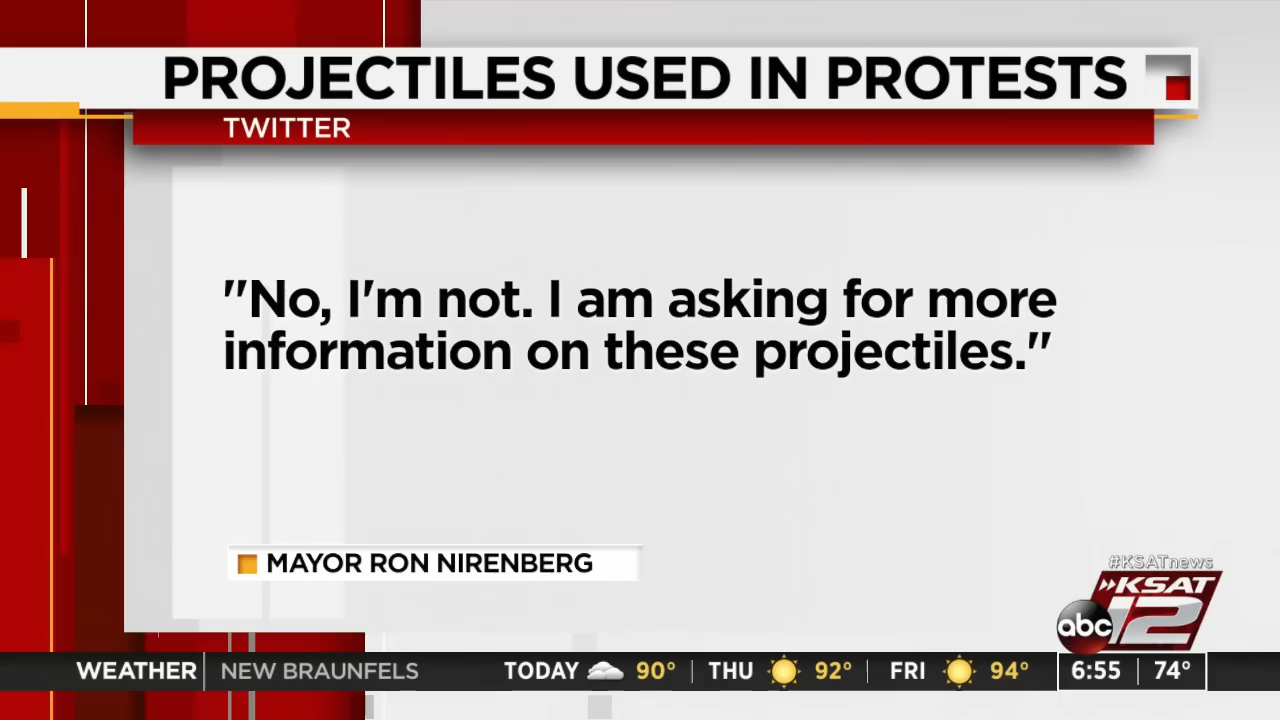 PROJECTILES USED IN PROTESTS
TWITTER
"No, I'm not. I am asking for more
information on these projectiles."
MAYOR RON NIRENBERG
#KSATnews
KSAT
abc 12
WEATHER NEW BRAUNFELS TODAY 90° THU 92° FRI 94° 6:55 74°